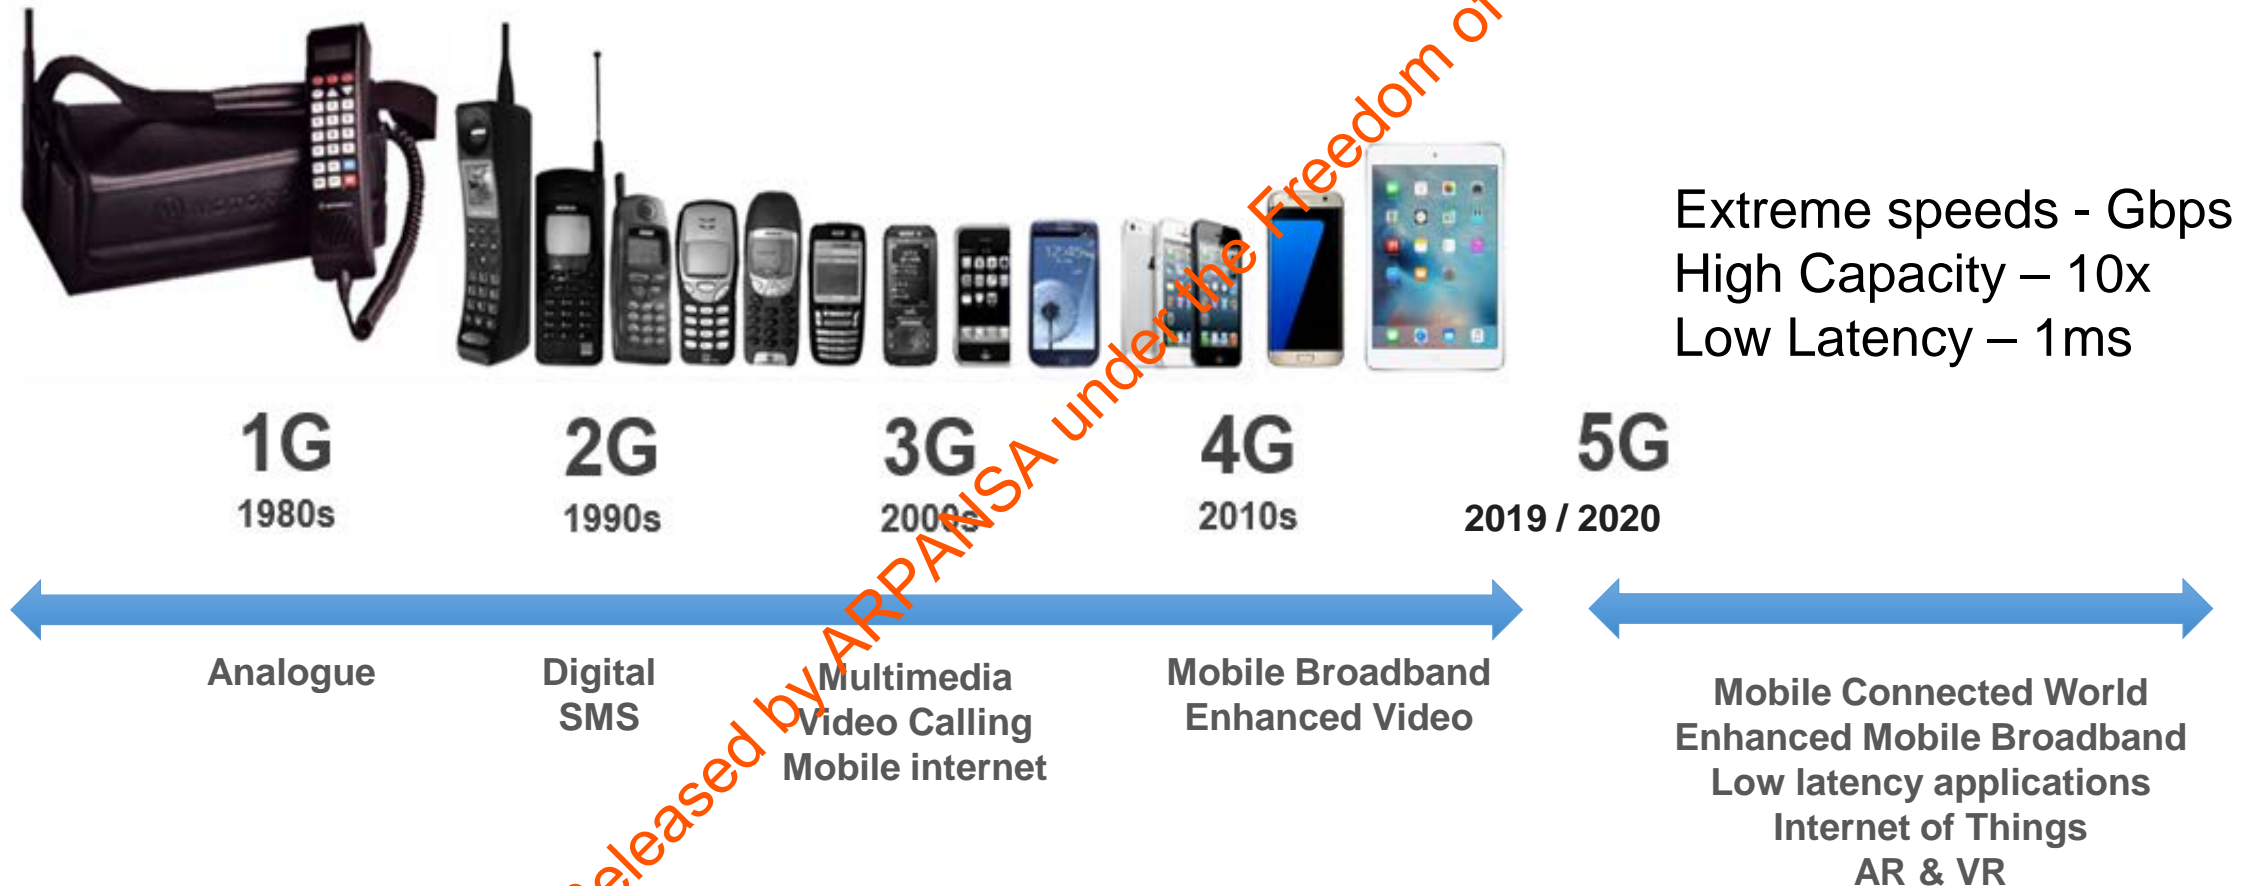 Extreme speeds - Gbps
High Capacity – 10x
Low Latency – 1ms
1G
2G
3G
4G
5G
1980s
1990s
2000s
2010s
2019 / 2020
Analogue
Digital
SMS
Multimedia
Video Calling
Mobile internet
Mobile Broadband
Enhanced Video
Mobile Connected World
Enhanced Mobile Broadband
Low latency applications
Internet of Things
AR & VR
Released by ARPANSA under the Freedom of